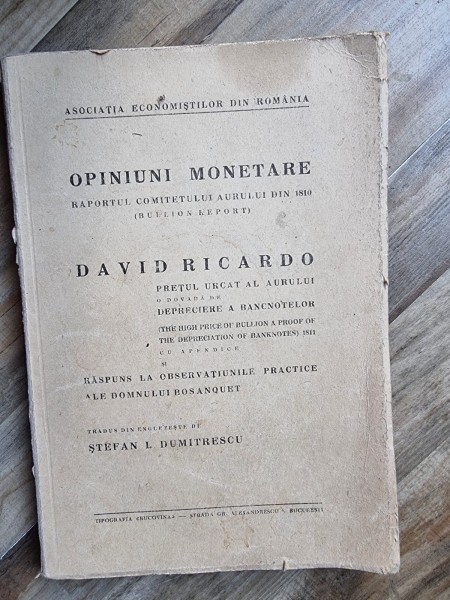 ASOCIAȚIA ECONOMIȘTILOR DIN ROMÂNIA
OPINIUNI MONETARE
RAPORTUL COMITETULUI AURULUI DIN 1810
(BULLION REPORT)
DAVID RICARDO
PREȚUL URCAT AL AURULUI
O DOVADĂ DE
DEPRECIERE A BANCNOTELOR
(THE HIGH PRICE OF BULLION A PROOF OF
THE DEPRECIATION OF BANKNOTES) 1811
CU APENDICE
ȘI
RĂSPUNS LA OBSERVAȚIUNILE PRACTICE
ALE DOMNULUI BOSANQUET
TRADUS DIN ENGLEZEȘTE DE
ȘTEFAN I. DUMITRESCU
TIPOGRAFIA «BUCOVINA» — STRADA GR. ALEXANDRESCU - BUCUREȘTI